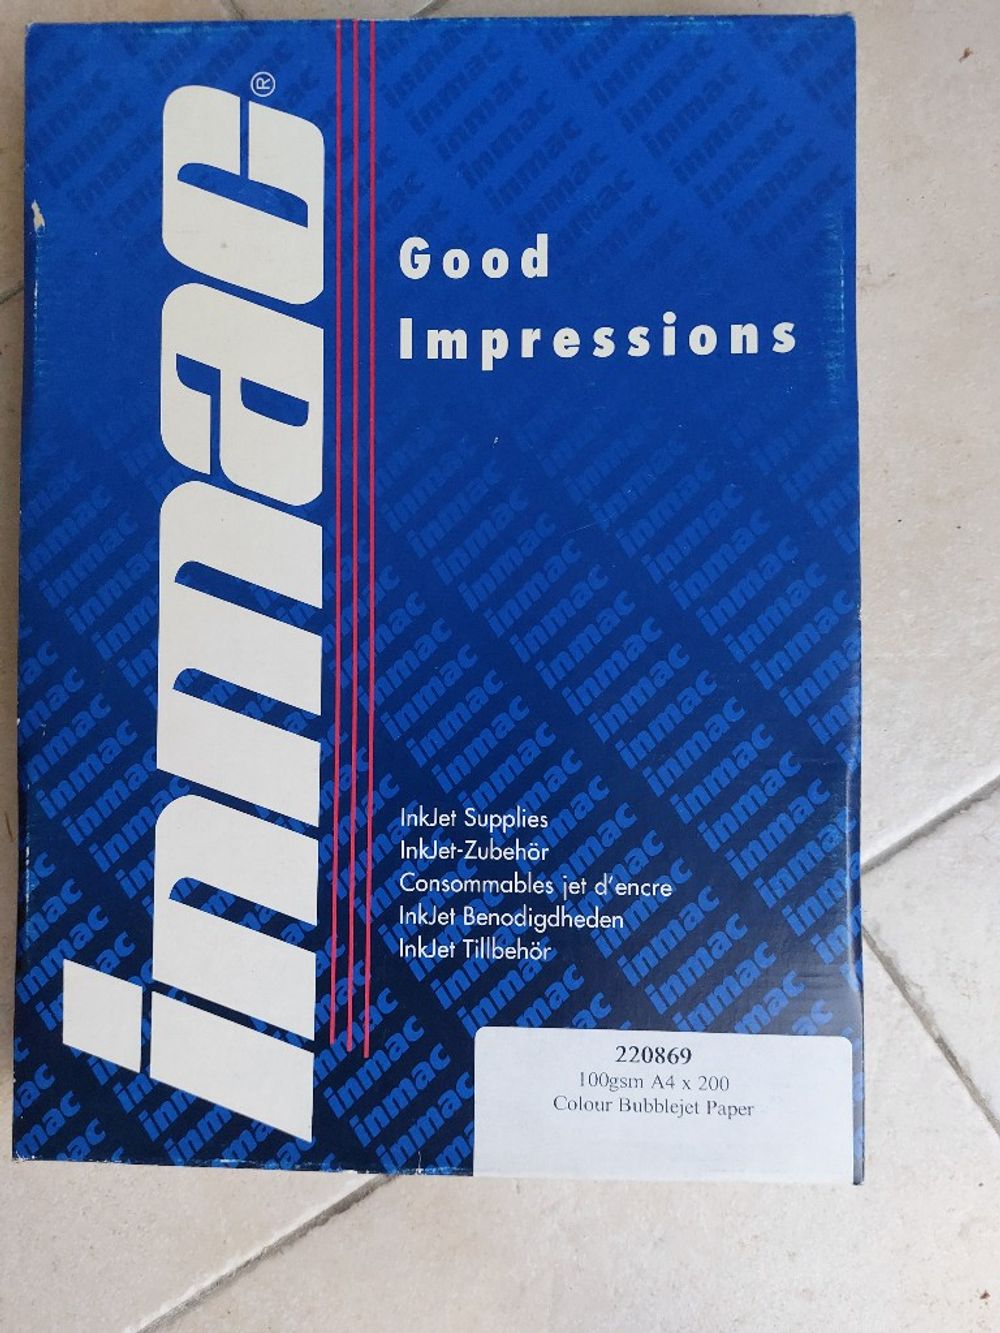 inmac®
Good
Impressions
InkJet Supplies
InkJet-Zubehör
Consommables jet d'encre
InkJet Benodigdheden
InkJet Tillbehör
220869
100gsm A4 x 200
Colour Bubblejet Paper